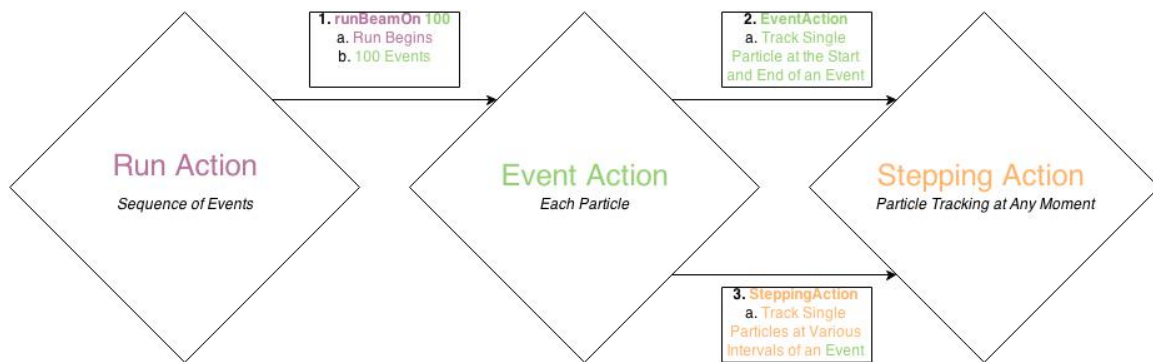 1. runBeamOn 100
a. Run Begins
b. 100 Events
2. EventAction
a. Track Single
Particle at the Start
and End of an Event
Run Action
Sequence of Events
Event Action
Each Particle
Stepping Action
Particle Tracking at Any Moment
3. SteppingAction
a. Track Single
Particles at Various
Intervals of an Event